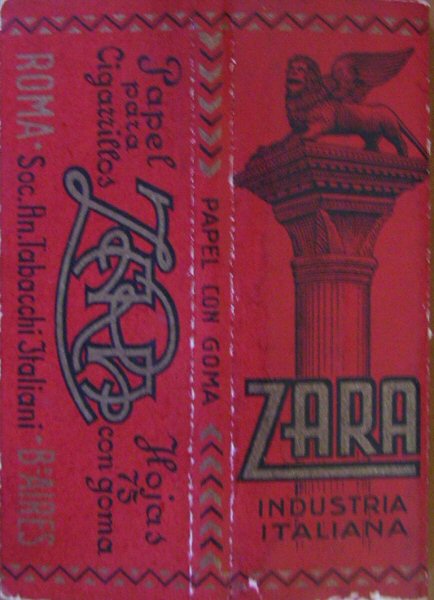 Papel
para
Cigarrillos
ZARA
Hojas
75
con goma
ROMA · Soc. An. Tabacchi Italiani · Bs AIRES
PAPEL CON GOMA
ZARA
INDUSTRIA
ITALIANA